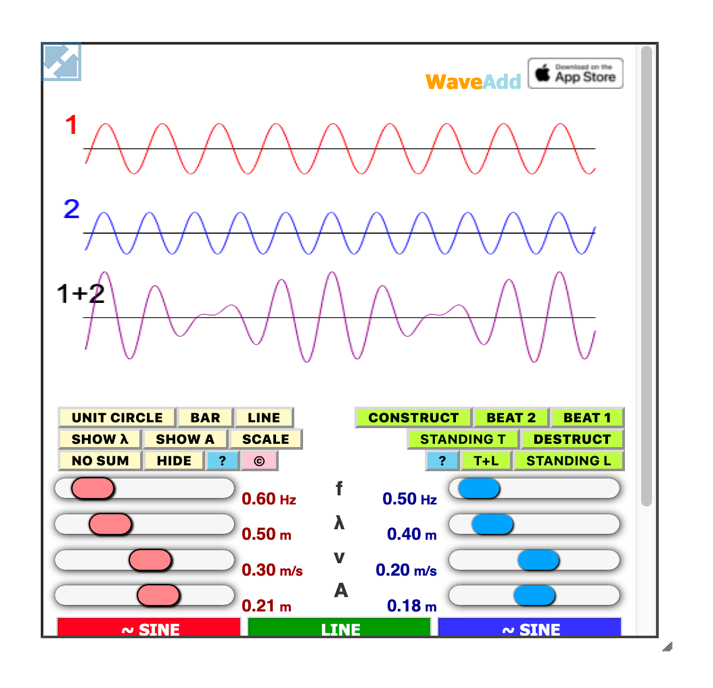 WaveAdd
Download on the
App Store
1
2
1+2
UNIT CIRCLE BAR LINE CONSTRUCT BEAT 2 BEAT 1
SHOW λ SHOW A SCALE STANDING T DESTRUCT
NO SUM HIDE ? © ? T+L STANDING L
0.60 Hz f 0.50 Hz
0.50 m λ 0.40 m
0.30 m/s v 0.20 m/s
0.21 m A 0.18 m
~ SINE LINE ~ SINE